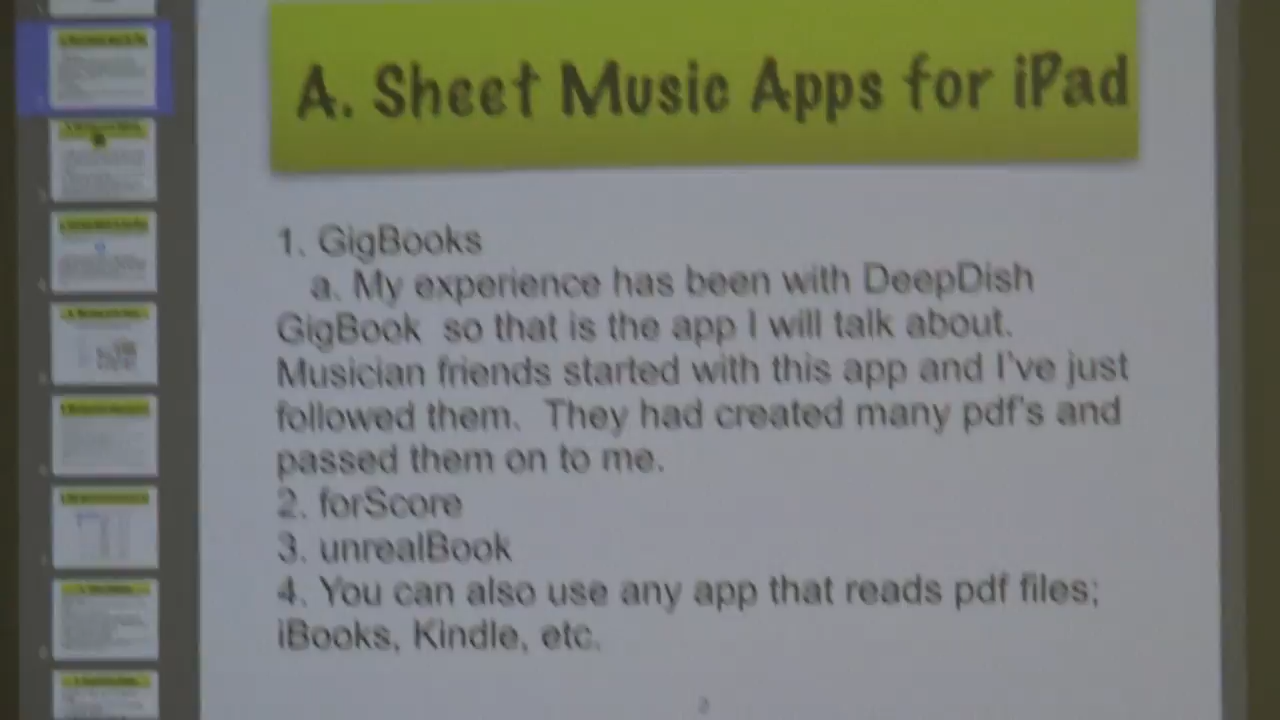 A. Sheet Music Apps for iPad
1. GigBooks
a. My experience has been with DeepDish
GigBook so that is the app I will talk about.
Musician friends started with this app and I've just
followed them. They had created many pdf's and
passed them on to me.
2. forScore
3. unrealBook
4. You can also use any app that reads pdf files;
iBooks, Kindle, etc.
2